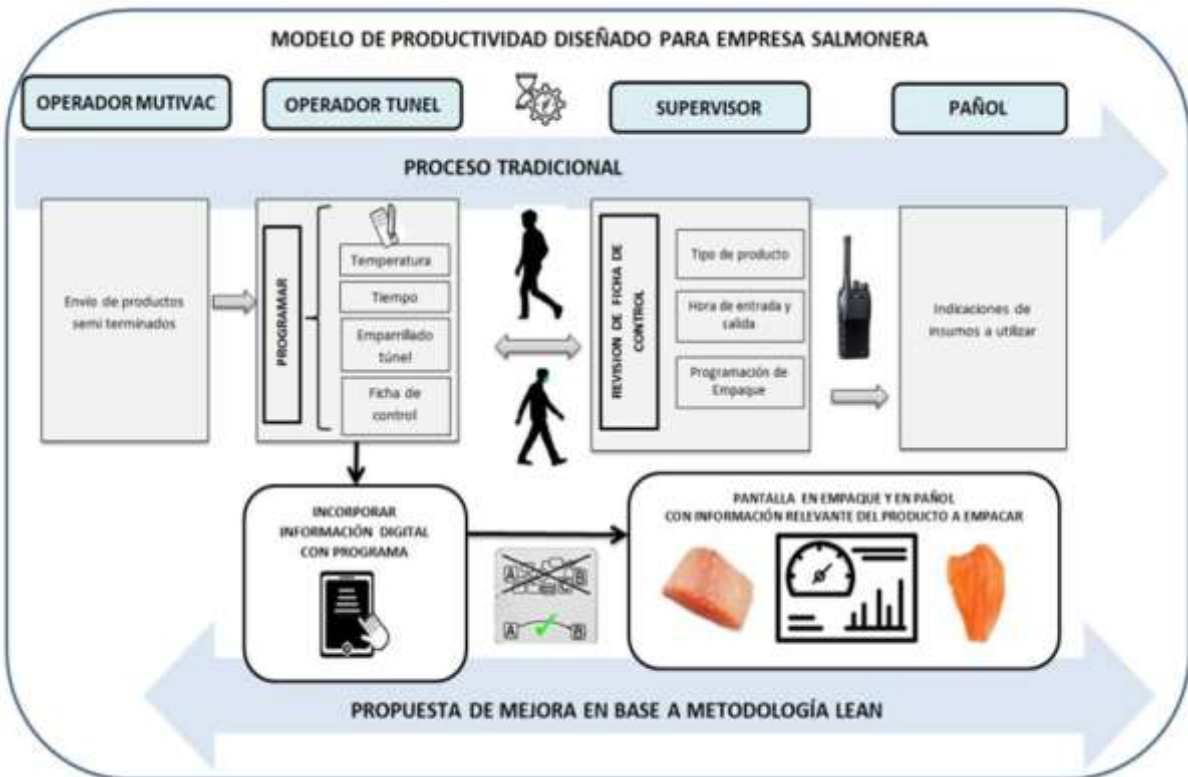 MODELO DE PRODUCTIVIDAD DISEÑADO PARA EMPRESA SALMONERA
OPERADOR MUTIVAC
OPERADOR TUNEL
SUPERVISOR
PAÑOL
PROCESO TRADICIONAL
Envío de productos
semi terminados
PROGRAMAR
Temperatura
Tiempo
Emparrillado
túnel
Ficha de
control
REVISION DE FICHA DE
CONTROL
Tipo de producto
Hora de entrada y
salida
Programación de
Empaque
Indicaciones de
insumos a utilizar
INCORPORAR
INFORMACIÓN DIGITAL
CON PROGRAMA
A B
A B
PANTALLA EN EMPAQUE Y EN PAÑOL
CON INFORMACIÓN RELEVANTE DEL PRODUCTO A EMPACAR
PROPUESTA DE MEJORA EN BASE A METODOLOGÍA LEAN